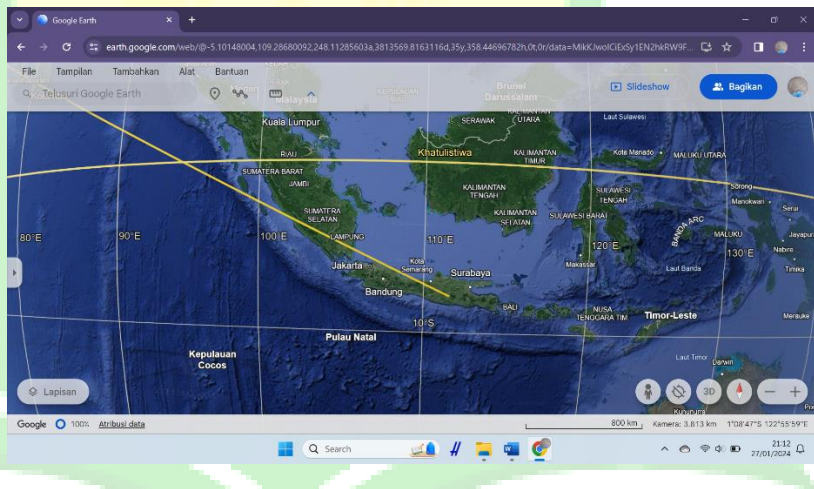 Google Earth
earth.google.com/web/@-5.10148004,109.28680092,248.11285603a,3813569.8163116d,35y,358.44696782h,0t,0r/data=MikKJwolCiExSy1EN2hkRW9F...
File Tampilan Tambahkan Alat Bantuan
Telusuri Google Earth
Slideshow
Bagikan
Malaysia
Brunei
Darussalam
Kuala Lumpur
SERAWAK
KALIMANTAN
UTARA
Laut Sulawesi
RIAU
Khatulistiwa
KALIMANTAN
TIMUR
Kota Manado
MALUKU UTARA
SUMATERA BARAT
JAMBI
KALIMANTAN
TENGAH
SULAWESI
TENGAH
Sorong
Manokwari
SUMATERA
SELATAN
KALIMANTAN
SELATAN
SULAWESI BARAT
BANDA ARC
Serui
80°E
90°E
100°E
LAMPUNG
110°E
120°E
MALUKU
130°E
Jayapura
Nabire
Jakarta
Kota
Semarang
Surabaya
Makassar
Laut Banda
Timika
Bandung
BALI
NUSA
TENGGARA TIM
Timor-Leste
Merauke
10°S
Pulau Natal
Kepulauan
Cocos
Laut Timor
Darwin
Lapisan
3D
Kununurra
Google 100% Atribusi data
800 km Kamera: 3.813 km 1°08'47"S 122°55'59"E
Search
21:12
27/01/2024